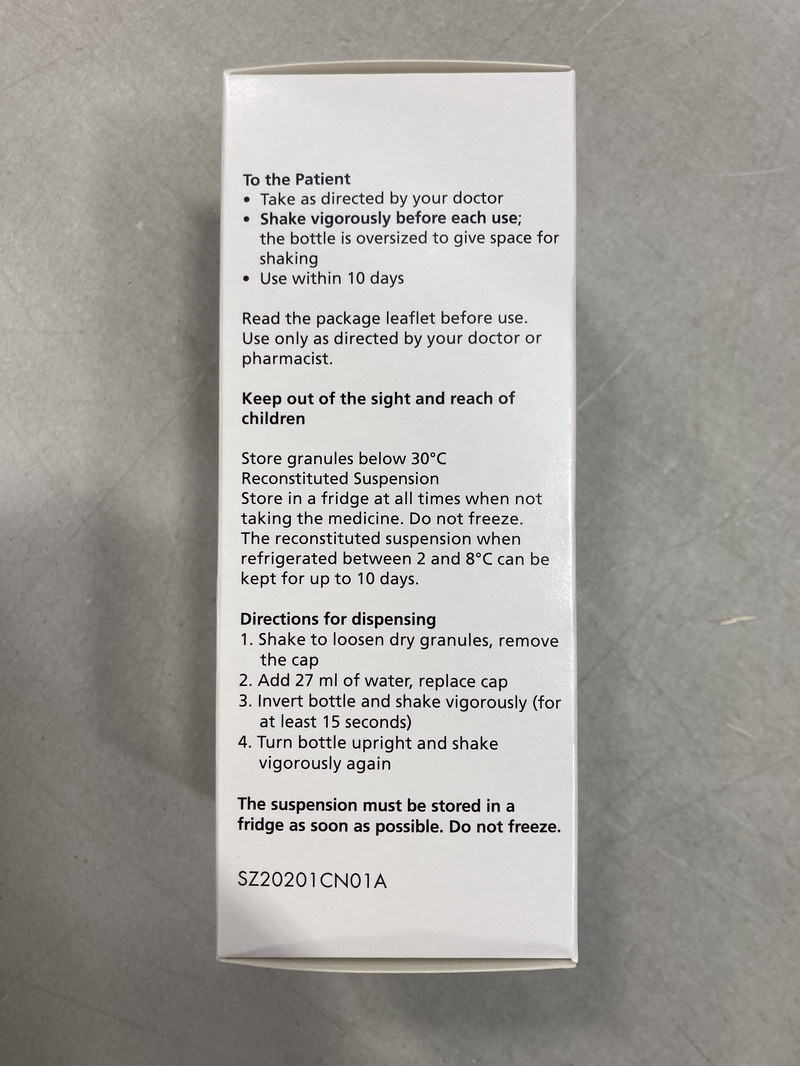 To the Patient
• Take as directed by your doctor
• Shake vigorously before each use;
the bottle is oversized to give space for
shaking
• Use within 10 days
Read the package leaflet before use.
Use only as directed by your doctor or
pharmacist.
Keep out of the sight and reach of
children
Store granules below 30°C
Reconstituted Suspension
Store in a fridge at all times when not
taking the medicine. Do not freeze.
The reconstituted suspension when
refrigerated between 2 and 8°C can be
kept for up to 10 days.
Directions for dispensing
1. Shake to loosen dry granules, remove
the cap
2. Add 27 ml of water, replace cap
3. Invert bottle and shake vigorously (for
at least 15 seconds)
4. Turn bottle upright and shake
vigorously again
The suspension must be stored in a
fridge as soon as possible. Do not freeze.
SZ20201CN01A